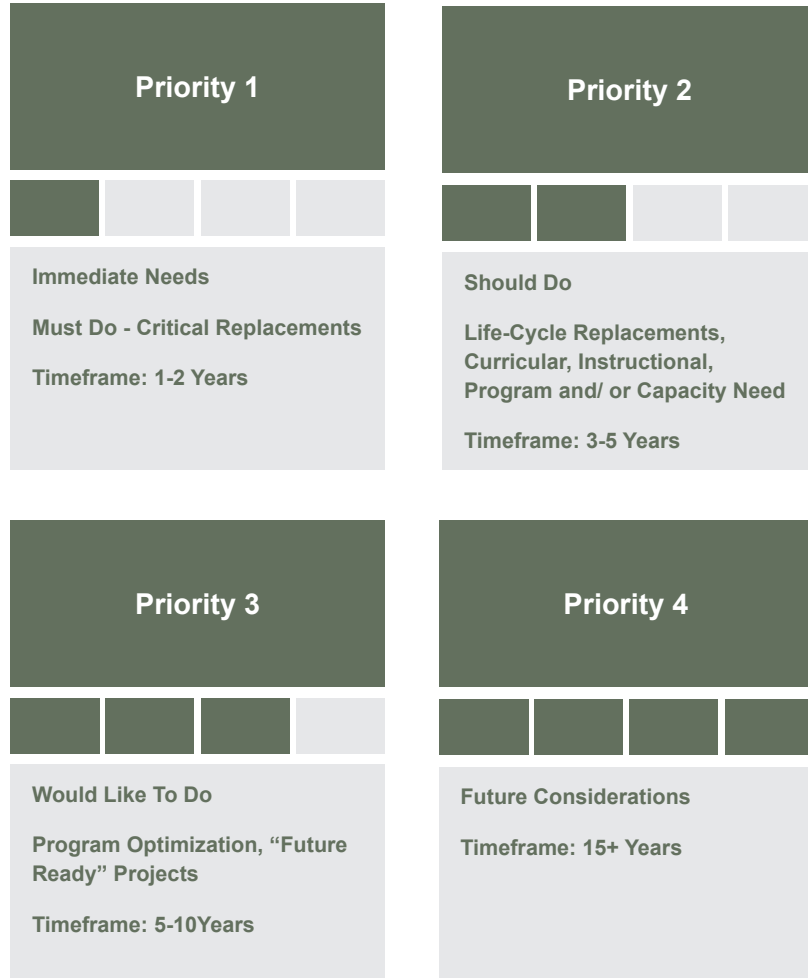 Priority 1
Immediate Needs
Must Do - Critical Replacements
Timeframe: 1-2 Years
Priority 2
Should Do
Life-Cycle Replacements,
Curricular, Instructional,
Program and/ or Capacity Need
Timeframe: 3-5 Years
Priority 3
Would Like To Do
Program Optimization, “Future
Ready” Projects
Timeframe: 5-10Years
Priority 4
Future Considerations
Timeframe: 15+ Years